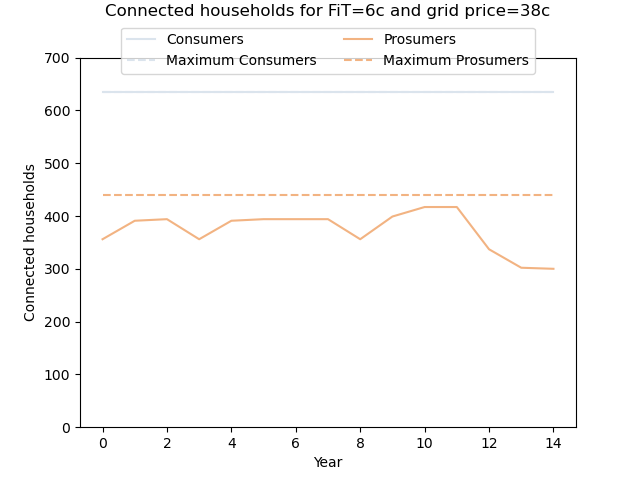 Connected households for FiT=6c and grid price=38c
Consumers
Maximum Consumers
Prosumers
Maximum Prosumers
Connected households
700
600
500
400
300
200
100
0
0 2 4 6 8 10 12 14
Year